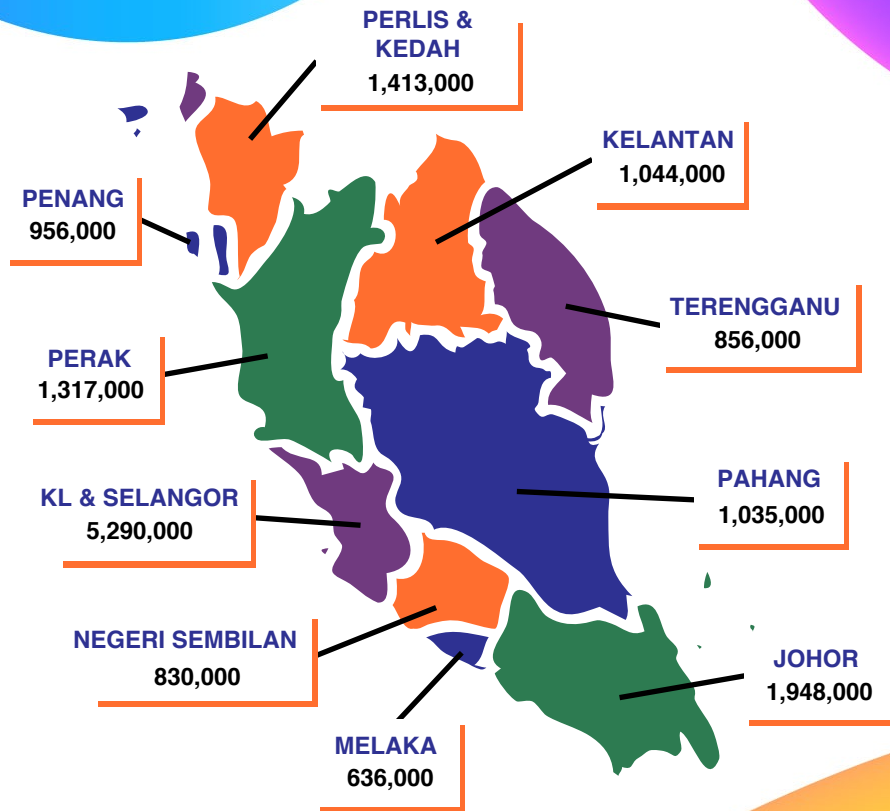 PERLIS &
KEDAH
1,413,000
KELANTAN
1,044,000
PENANG
956,000
TERENGGANU
856,000
PERAK
1,317,000
KL & SELANGOR
5,290,000
PAHANG
1,035,000
NEGERI SEMBILAN
830,000
JOHOR
1,948,000
MELAKA
636,000